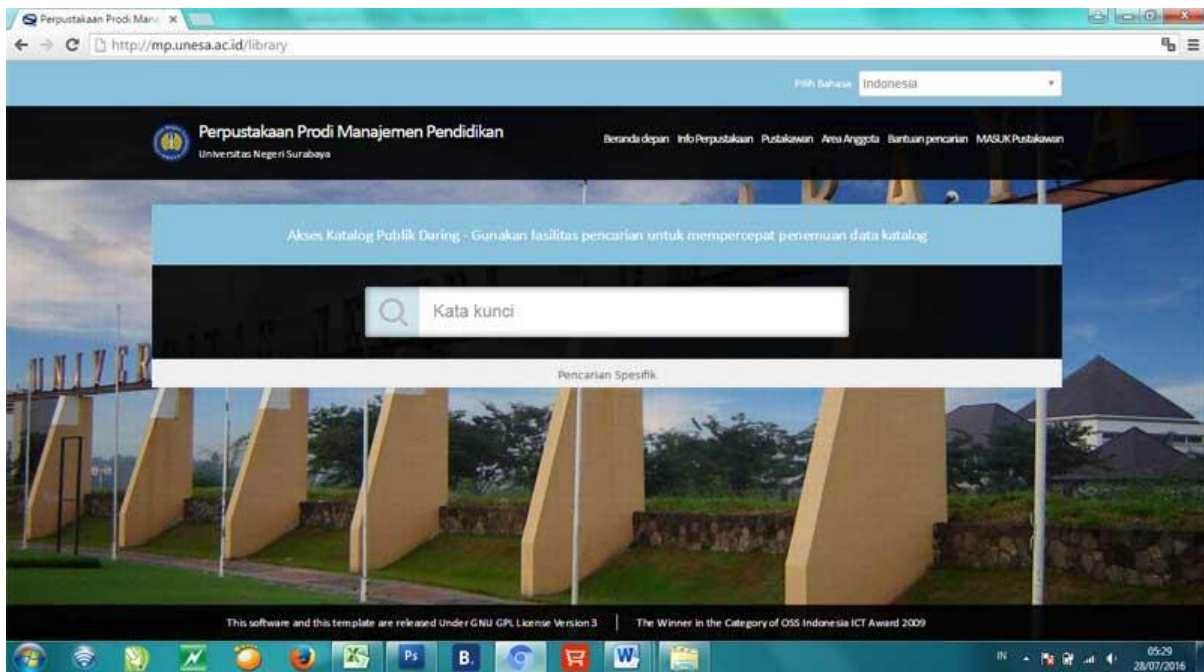 Perpustakaan Prodi Mana
http://mp.unesa.ac.id/library
Pilih Bahasa Indonesia
Perpustakaan Prodi Manajemen Pendidikan
Universitas Negeri Surabaya
Beranda depan Info Perpustakaan Pustakawan Area Anggota Bantuan pencarian MASUK Pustakawan
Akses Katalog Publik Daring - Gunakan fasilitas pencarian untuk mempercepat penemuan data katalog
Kata kunci
Pencarian Spesifik
This software and this template are released Under GNU GPL License Version 3 | The Winner in the Category of OSS Indonesia ICT Award 2009
Ps
B.
W
IN
05:29
28/07/2016